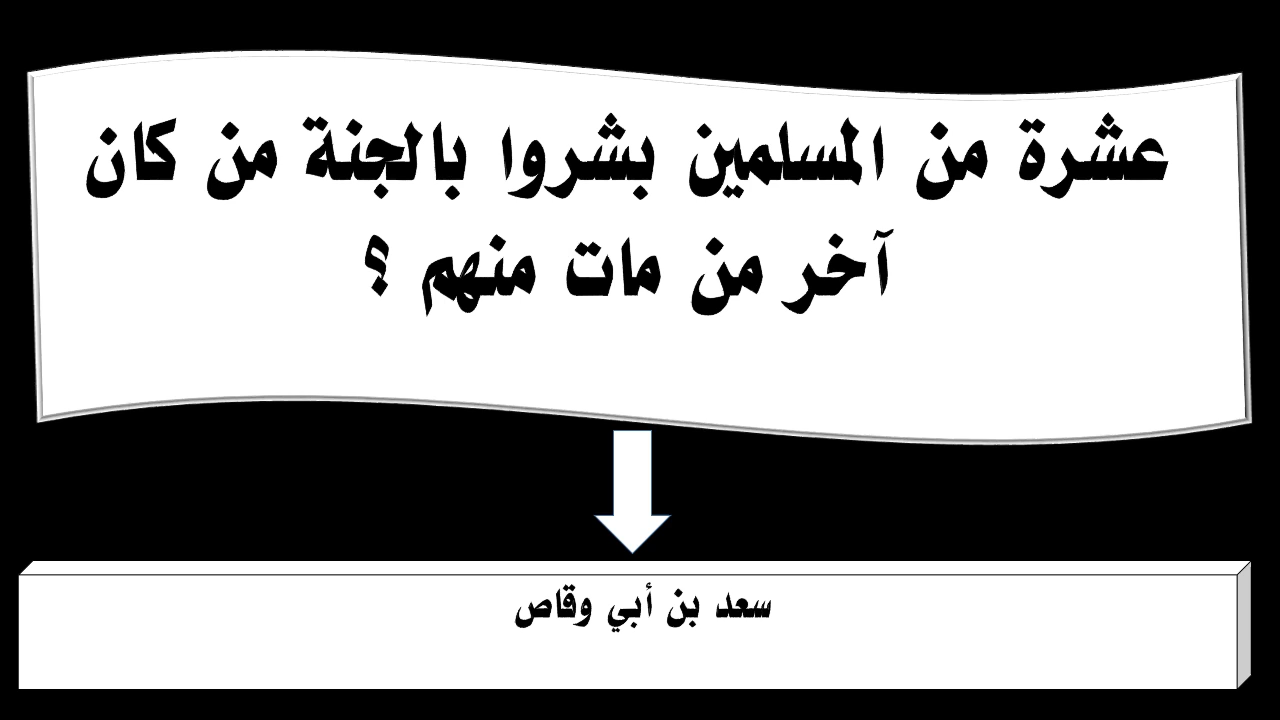 عشرة من المسلمين بشروا بالجنة من كان
آخر من مات منهم ؟
سعد بن أبي وقاص